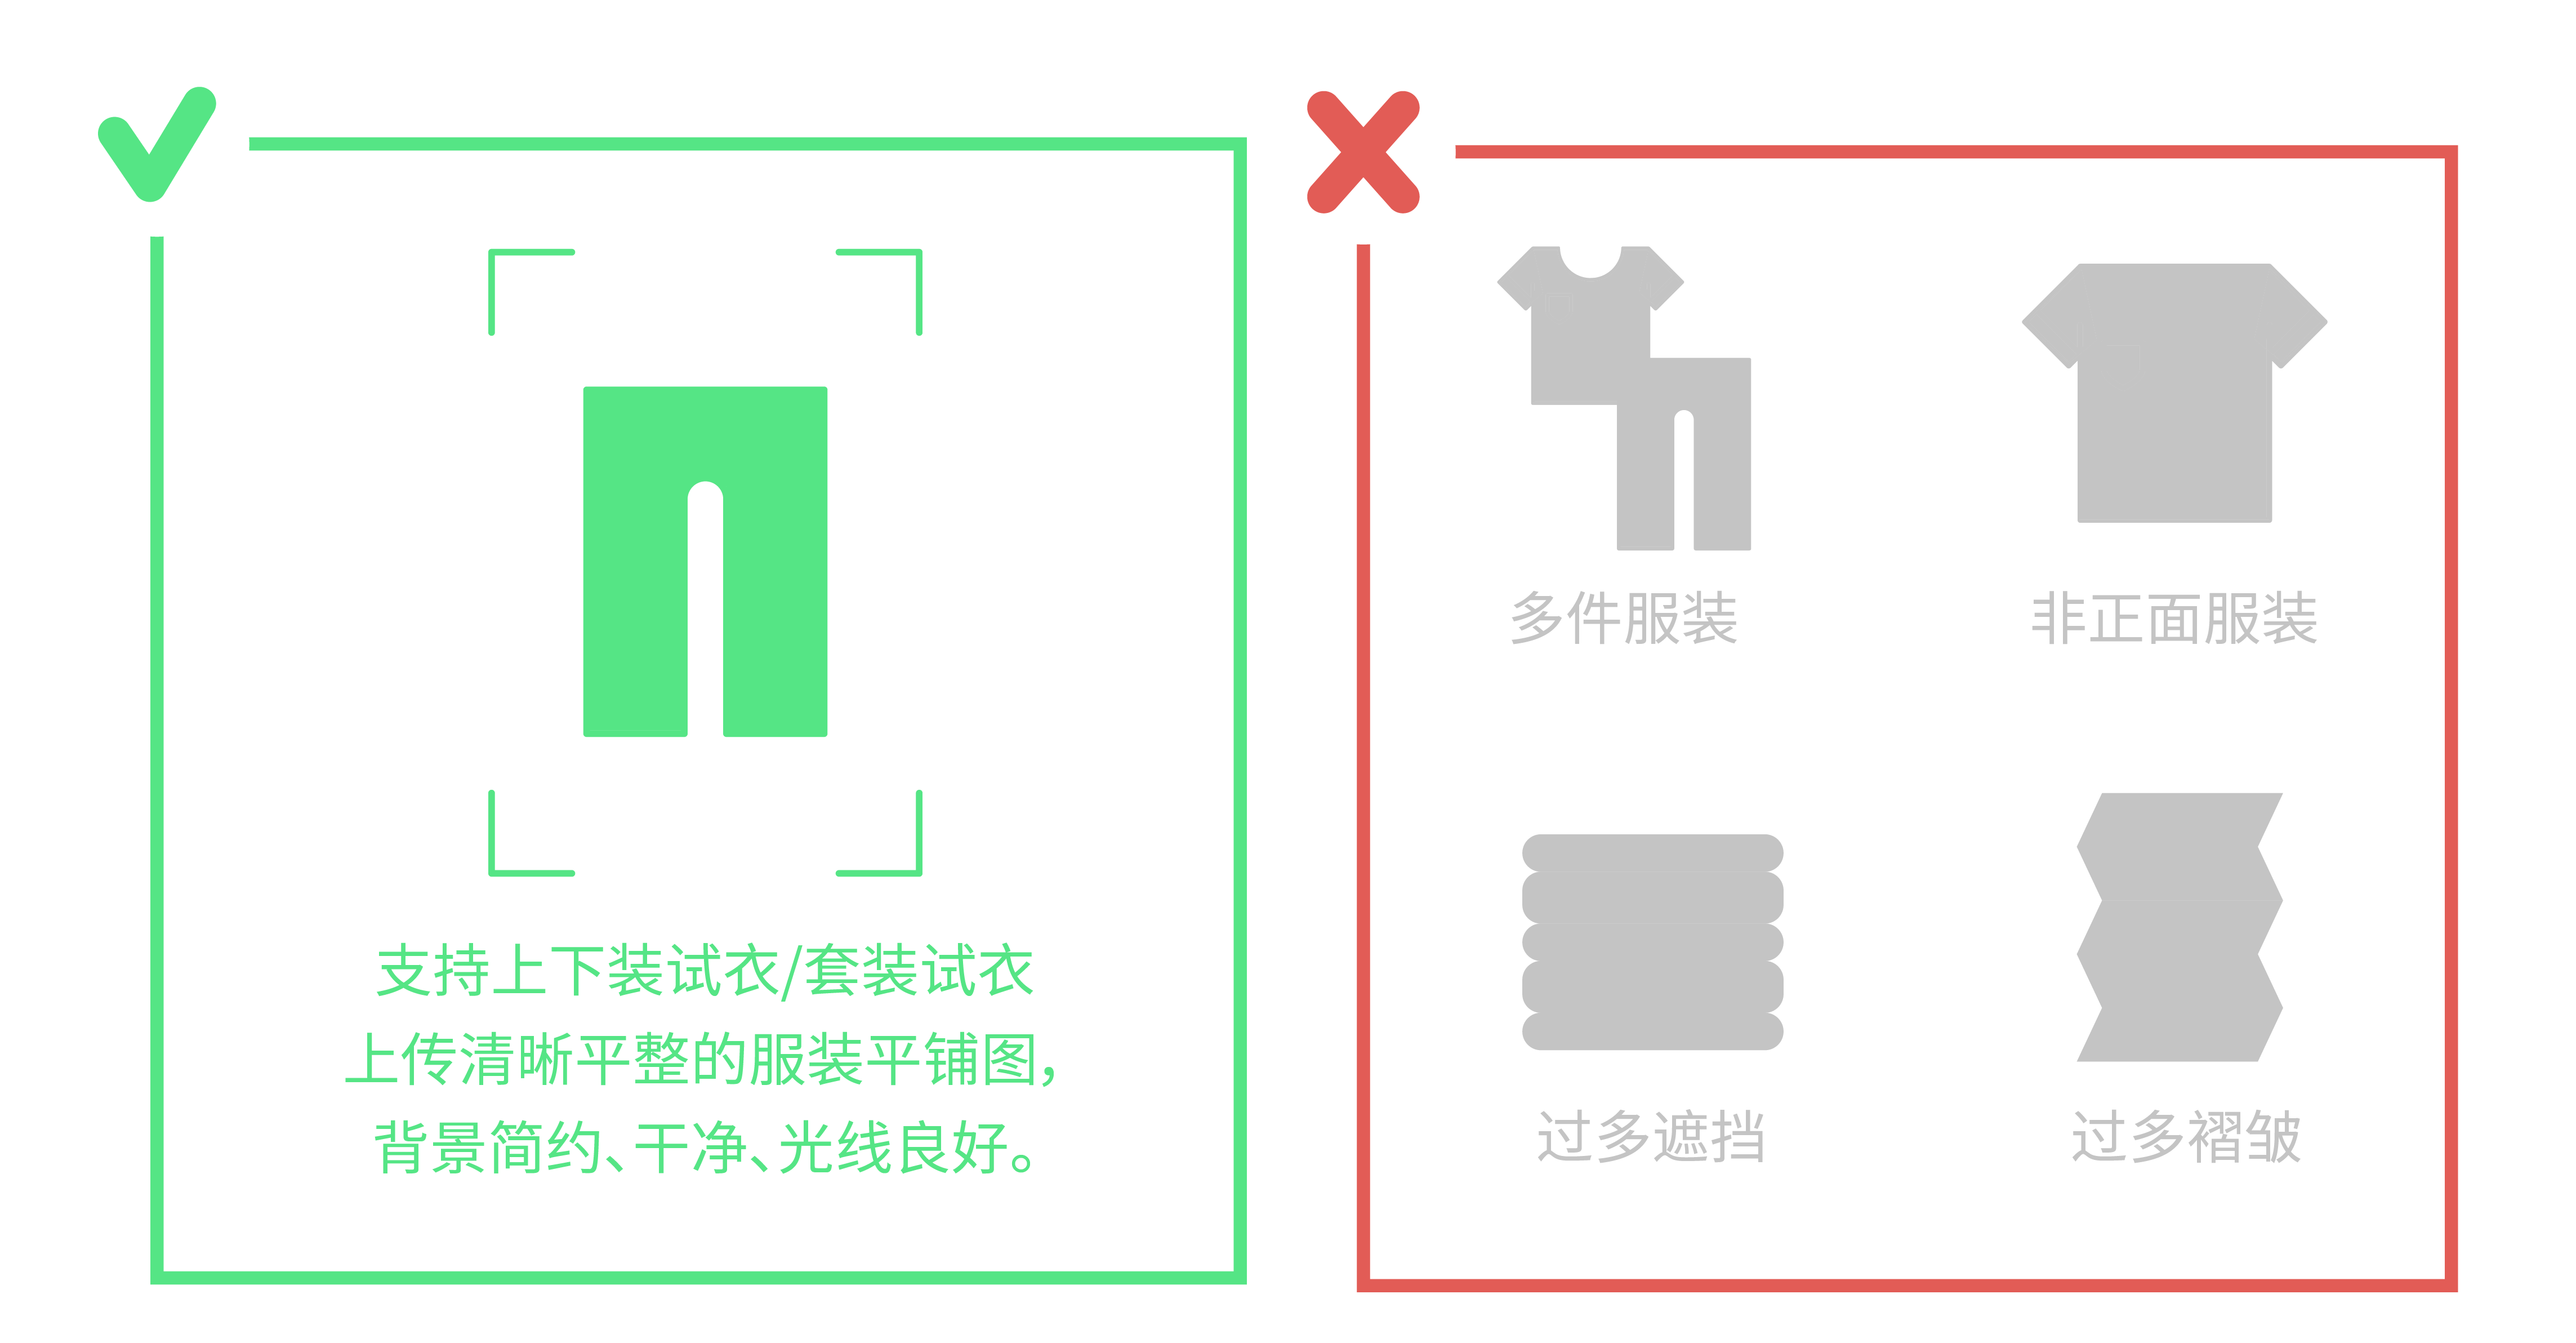 支持上下装试衣/套装试衣
上传清晰平整的服装平铺图，
背景简约、干净、光线良好。
多件服装
非正面服装
过多遮挡
过多褶皱